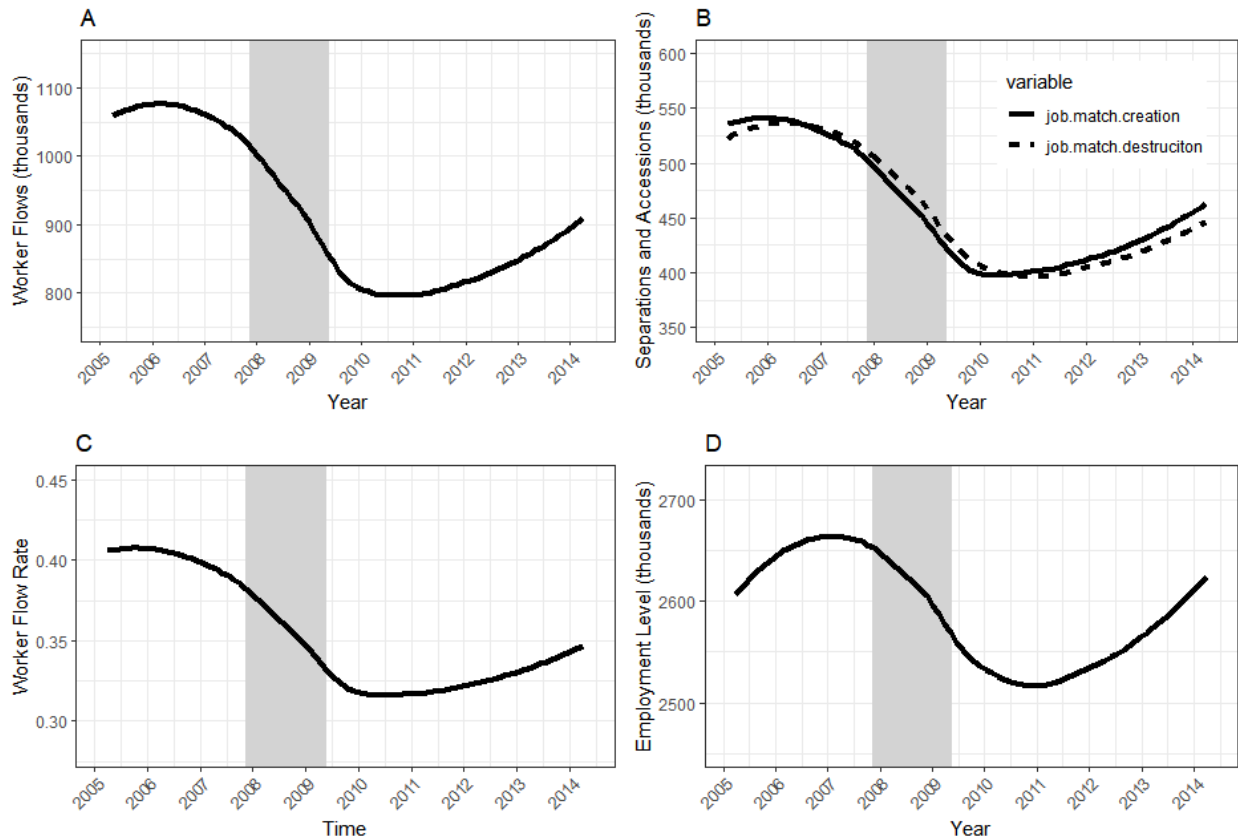 A
Worker Flows (thousands)
1100
1000
900
800
2005 2006 2007 2008 2009 2010 2011 2012 2013 2014
Year
B
Separations and Accessions (thousands)
600
550
500
450
400
350
variable
job.match.creation
job.match.destruciton
2005 2006 2007 2008 2009 2010 2011 2012 2013 2014
Year
C
Worker Flow Rate
0.45
0.40
0.35
0.30
2005 2006 2007 2008 2009 2010 2011 2012 2013 2014
Time
D
Employment Level (thousands)
2700
2600
2500
2005 2006 2007 2008 2009 2010 2011 2012 2013 2014
Year